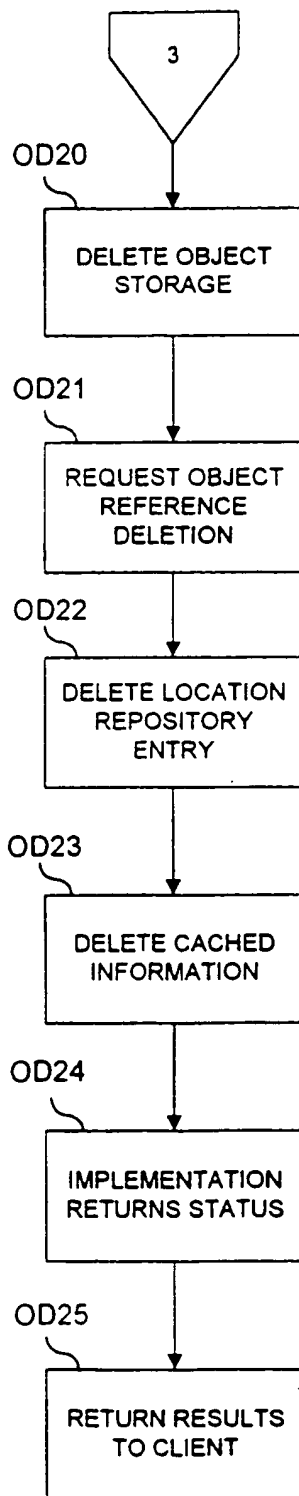 3
OD20
DELETE OBJECT
STORAGE
OD21
REQUEST OBJECT
REFERENCE
DELETION
OD22
DELETE LOCATION
REPOSITORY
ENTRY
OD23
DELETE CACHED
INFORMATION
OD24
IMPLEMENTATION
RETURNS STATUS
OD25
RETURN RESULTS
TO CLIENT